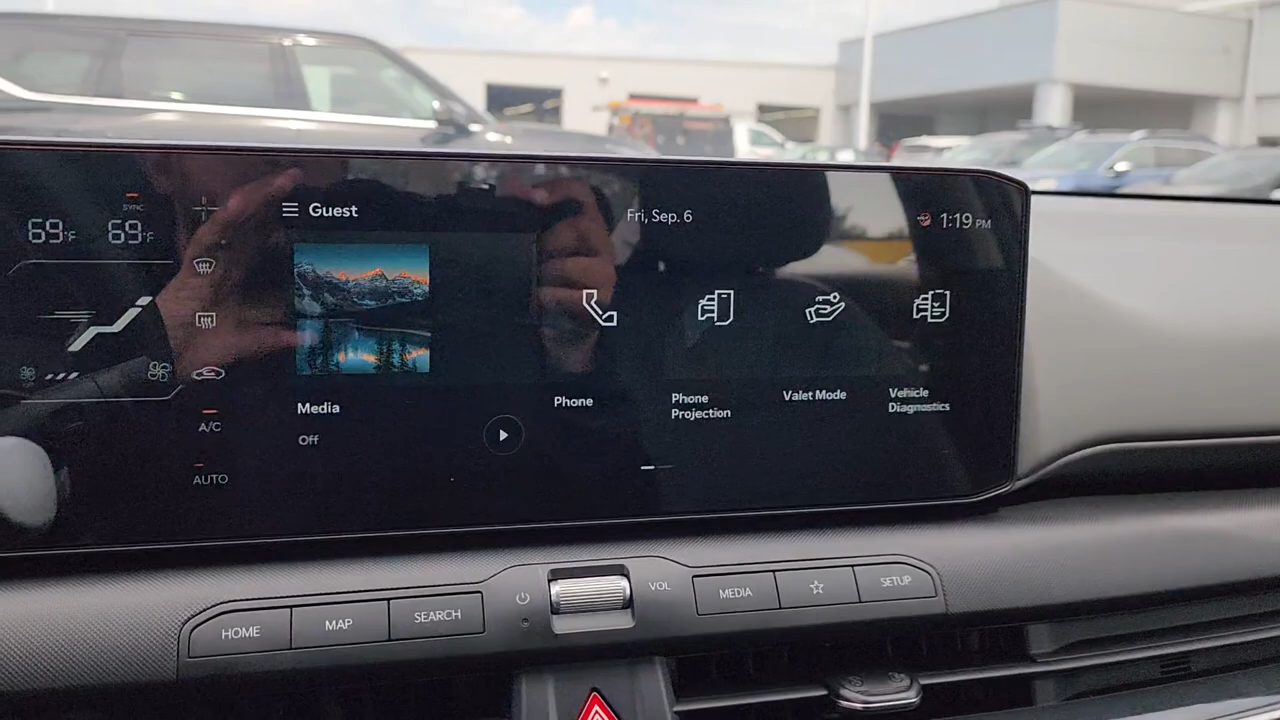 SYNC
69°F 69°F
A/C
AUTO
Guest
Fri, Sep. 6
1:19 PM
Media
Off
Phone
Phone
Projection
Valet Mode
Vehicle
Diagnostics
HOME
MAP
SEARCH
VOL
MEDIA
SETUP